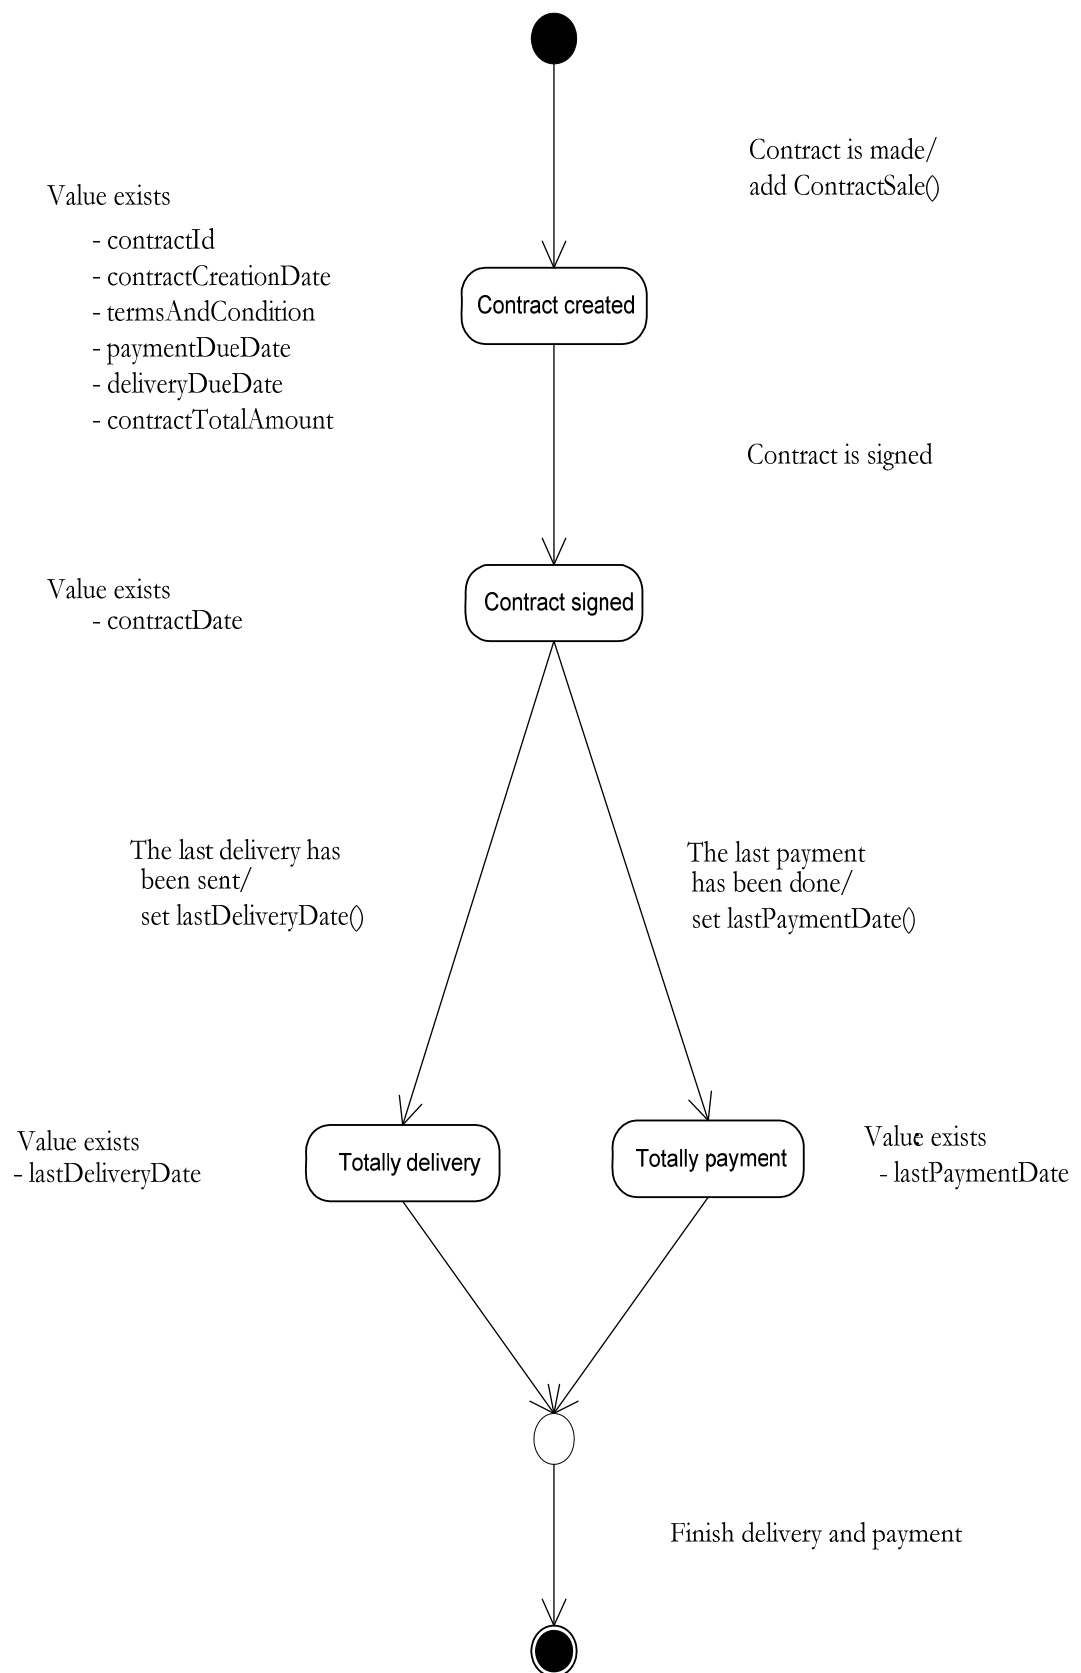 Contract is made/
add ContractSale()
Value exists
- contractId
- contractCreationDate
- termsAndCondition
- paymentDueDate
- deliveryDueDate
- contractTotalAmount
Contract created
Contract is signed
Value exists
- contractDate
Contract signed
The last delivery has
been sent/
set lastDeliveryDate()
The last payment
has been done/
set lastPaymentDate()
Value exists
- lastDeliveryDate
Totally delivery
Totally payment
Value exists
- lastPaymentDate
Finish delivery and payment